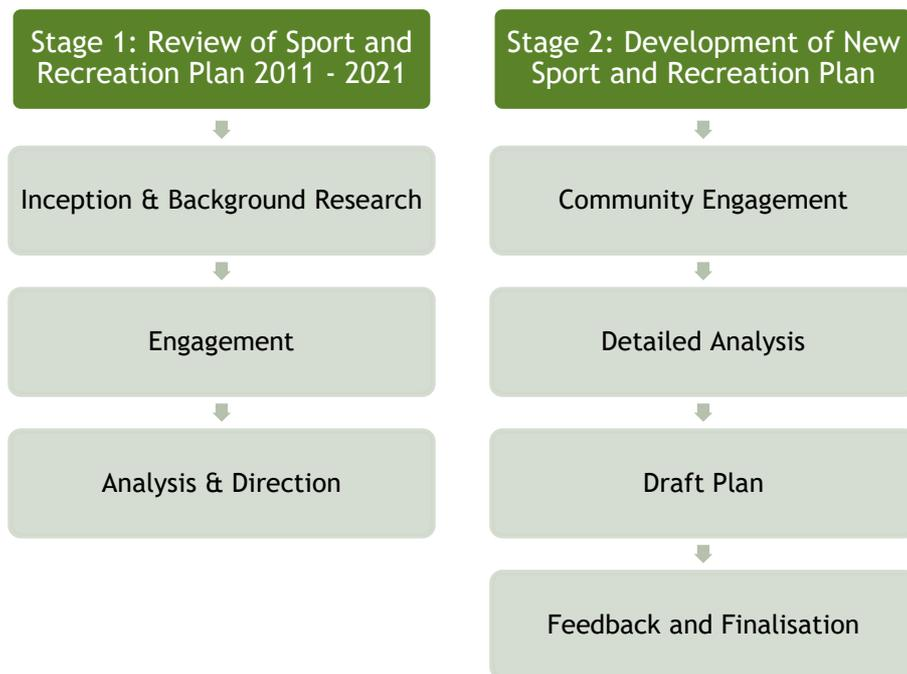 Stage 1: Review of Sport and
Recreation Plan 2011 - 2021
Inception & Background Research
Engagement
Analysis & Direction
Stage 2: Development of New
Sport and Recreation Plan
Community Engagement
Detailed Analysis
Draft Plan
Feedback and Finalisation